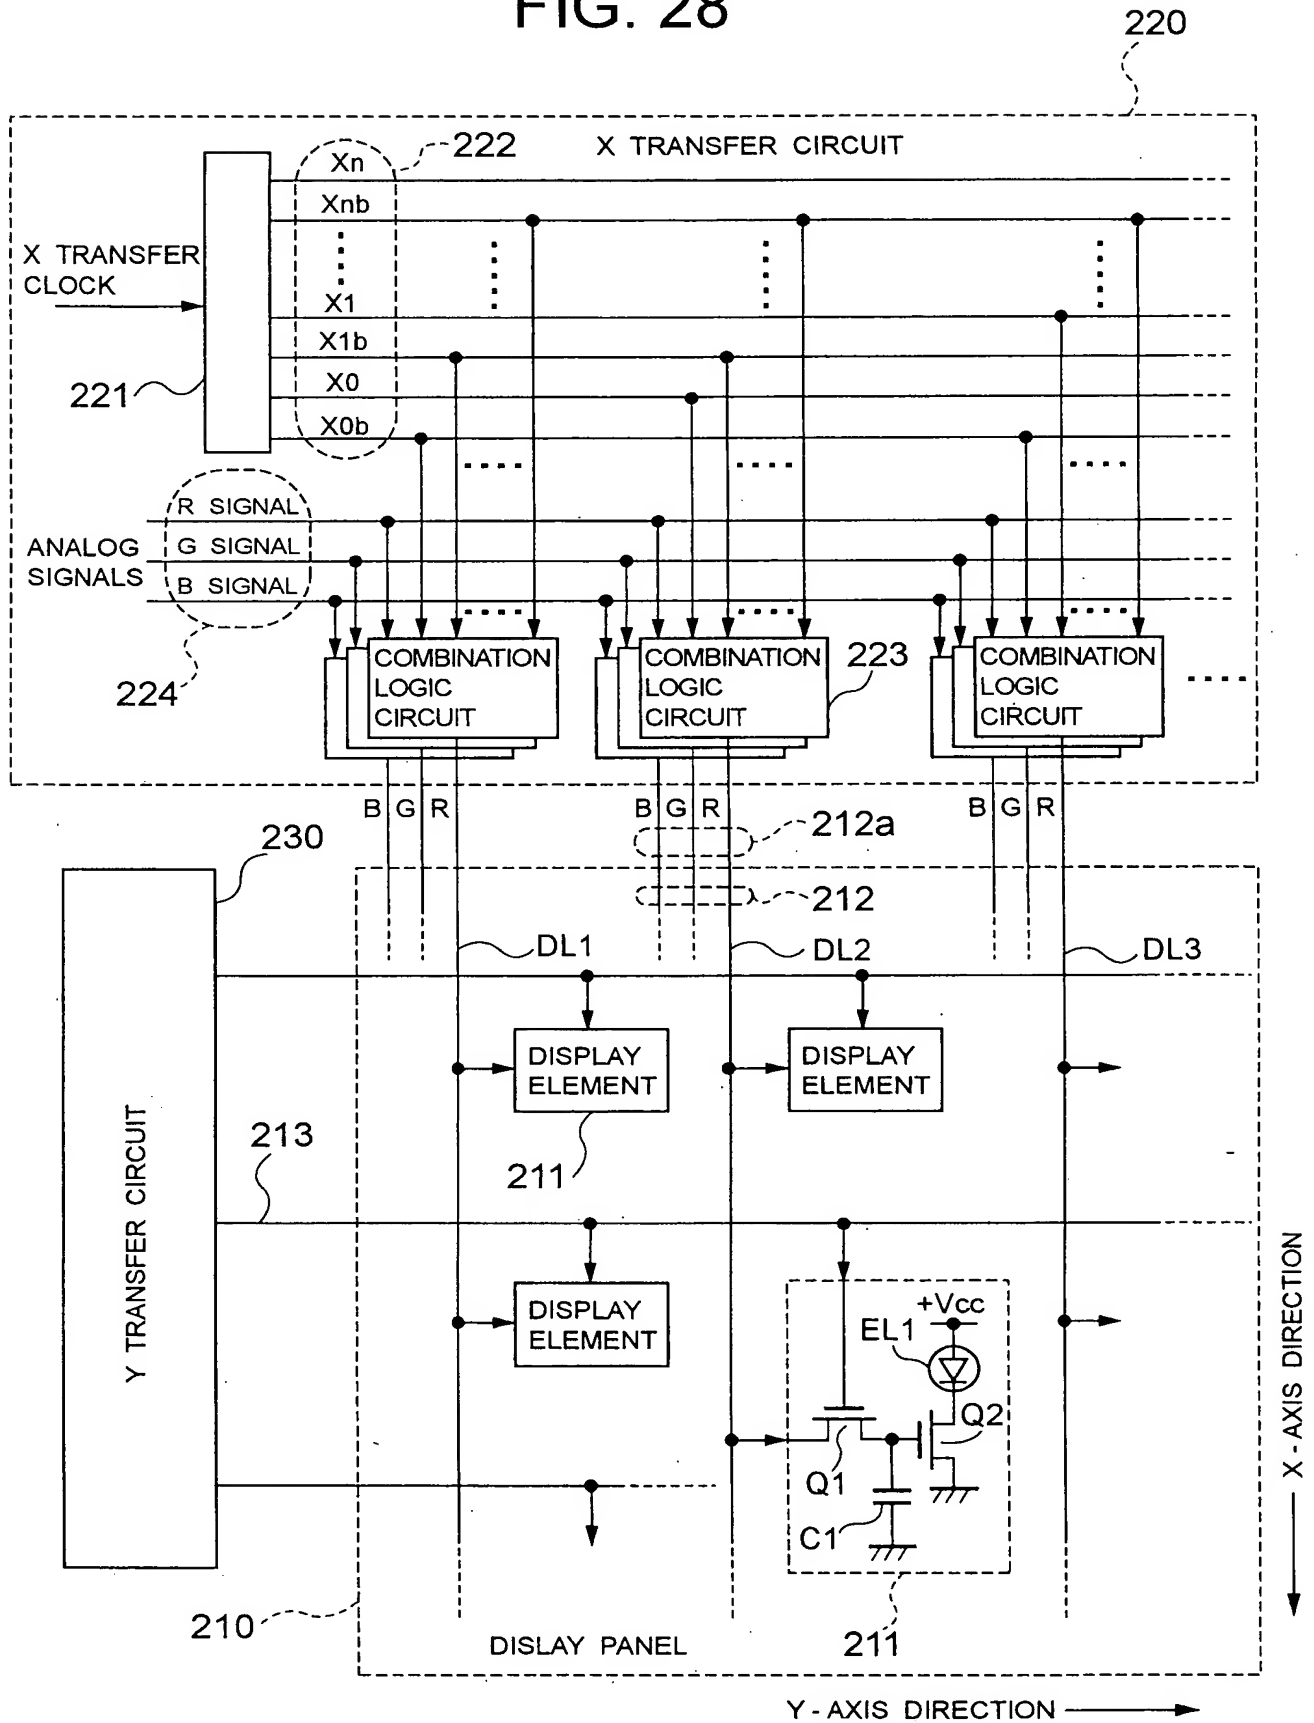 FIG. 28
220
X TRANSFER CIRCUIT
222
Xn
Xnb
X1
X1b
X0
X0b
X TRANSFER
CLOCK
221
R SIGNAL
G SIGNAL
B SIGNAL
ANALOG
SIGNALS
224
COMBINATION
LOGIC
CIRCUIT
COMBINATION
LOGIC
CIRCUIT
223
COMBINATION
LOGIC
CIRCUIT
B G R
B G R
B G R
212a
212
230
DL1
DL2
DL3
DISPLAY
ELEMENT
DISPLAY
ELEMENT
211
213
Y TRANSFER CIRCUIT
DISPLAY
ELEMENT
+Vcc
EL1
Q2
Q1
C1
211
210
DISLAY PANEL
X - AXIS DIRECTION
Y - AXIS DIRECTION